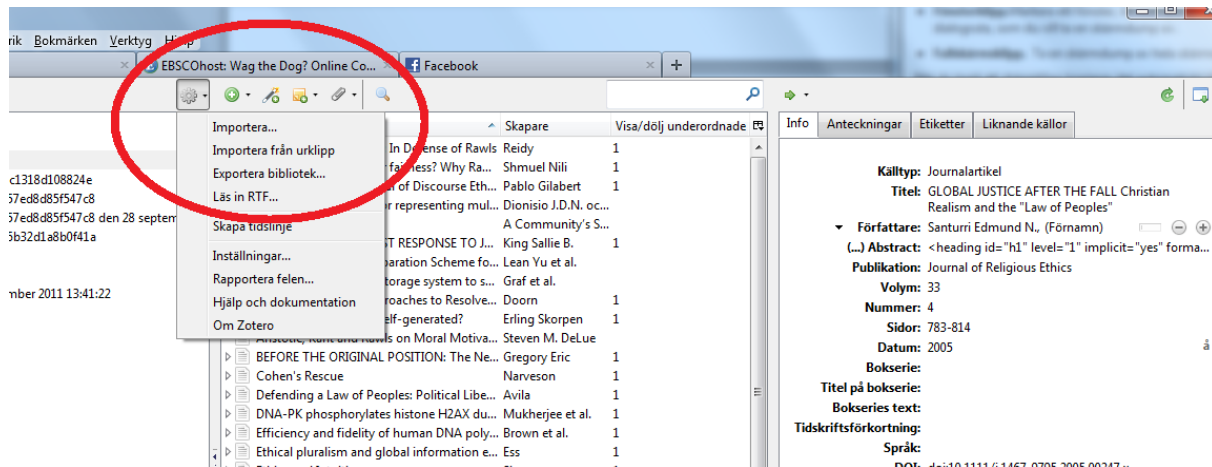 rik Bokmärken Verktyg Hjälp
EBSCOhost: Wag the Dog? Online Co... × Facebook × +
Importera...
Importera från urklipp
Exportera bibliotek...
Läs in RTF...
Skapa tidslinje
Inställningar...
Rapportera felen...
Hjälp och dokumentation
Om Zotero
c1318d108824e
57ed8d85f547c8
57ed8d85f547c8 den 28 septem
5b32d1a8b0f41a
mber 2011 13:41:22
Skapare Visa/dölj underordnade
In Defense of Rawls Reidy 1
fairness? Why Ra... Shmuel Nili 1
of Discourse Eth... Pablo Gilabert 1
r representing mul... Dionisio J.D.N. oc...
A Community's S...
ST RESPONSE TO J... King Sallie B. 1
paration Scheme fo... Lean Yu et al.
torage system to s... Graf et al.
roaches to Resolve... Doorn 1
elf-generated? Erling Skorpen 1
Aristotle, Kant and Rawls on Moral Motiva... Steven M. DeLue
BEFORE THE ORIGINAL POSITION: The Ne... Gregory Eric 1
Cohen's Rescue Narveson 1
Defending a Law of Peoples: Political Libe... Avila 1
DNA-PK phosphorylates histone H2AX du... Mukherjee et al. 1
Efficiency and fidelity of human DNA poly... Brown et al. 1
Ethical pluralism and global information e... Ess 1
Info Anteckningar Etiketter Liknande källor
Källtyp: Journalartikel
Titel: GLOBAL JUSTICE AFTER THE FALL Christian
Realism and the "Law of Peoples"
Författare: Santurri Edmund N., (Förnamn)
(...) Abstract: <heading id="h1" level="1" implicit="yes" forma...
Publikation: Journal of Religious Ethics
Volym: 33
Nummer: 4
Sidor: 783-814
Datum: 2005 å
Bokserie:
Titel på bokserie:
Bokseries text:
Tidskriftsförkortning:
Språk: